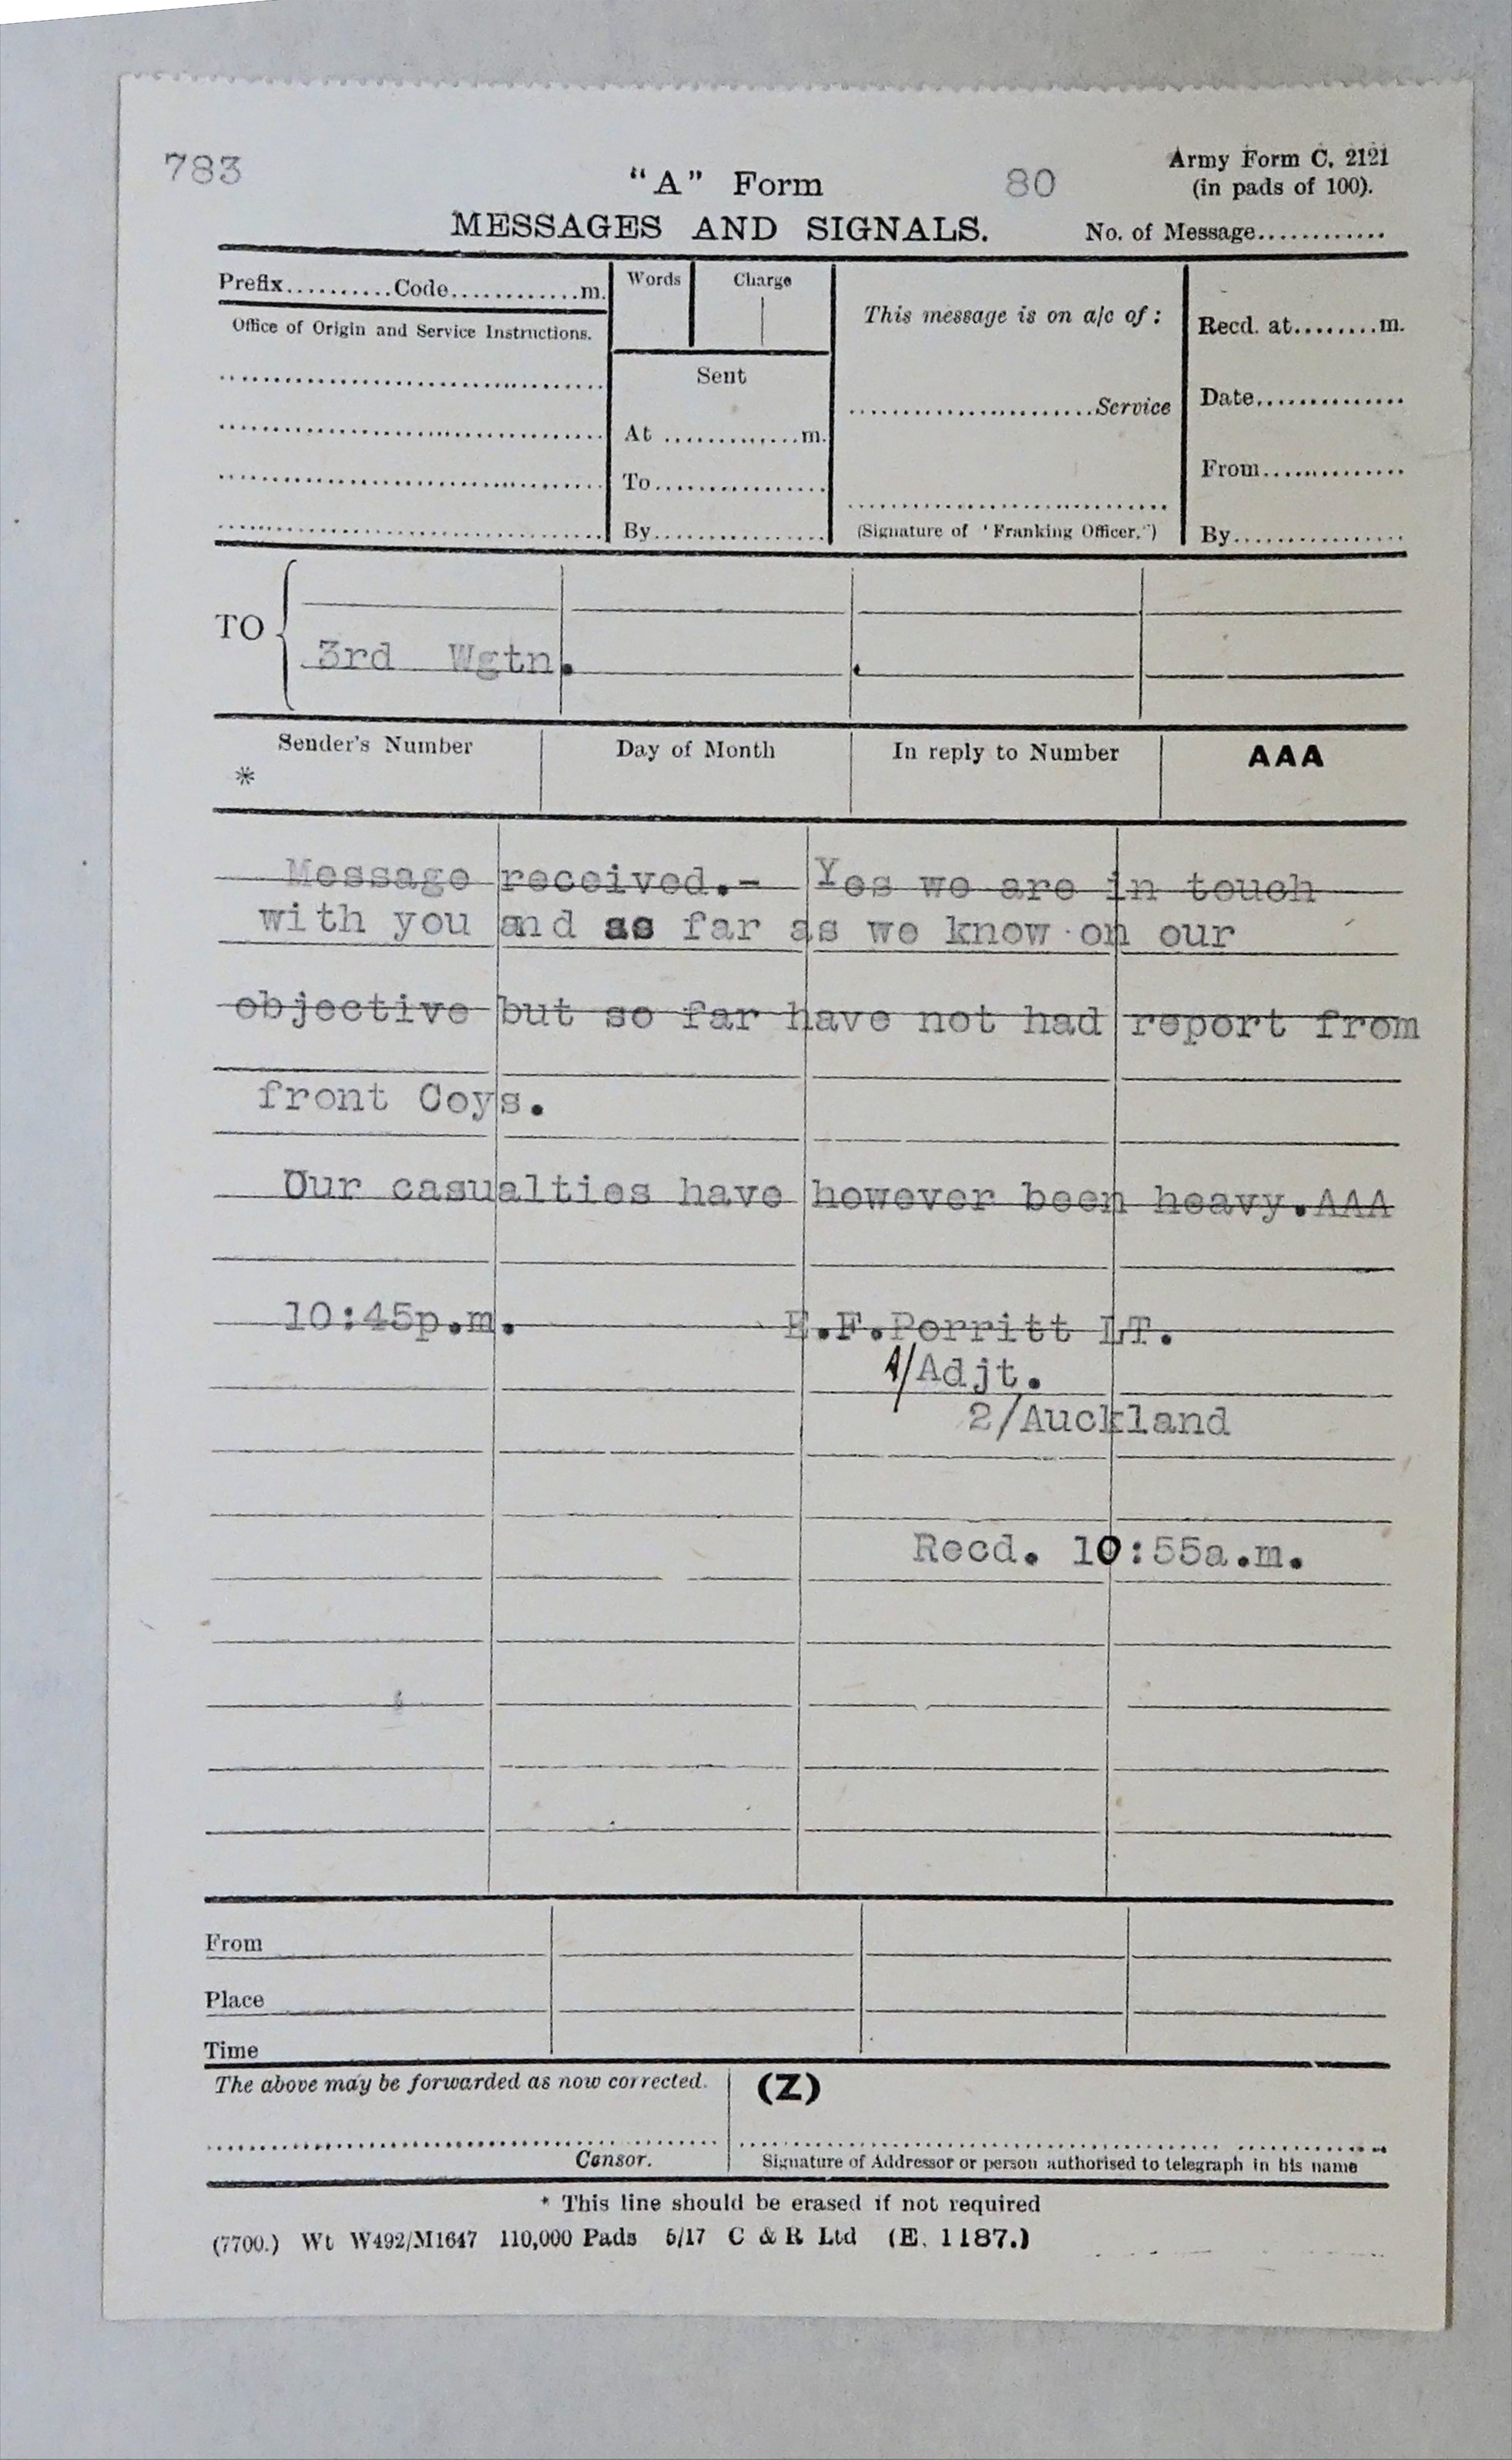 783
"A" Form
80
Army Form C. 2121
(in pads of 100).
MESSAGES AND SIGNALS.
No. of Message............
Prefix..........Code............m.
Words
Charge
This message is on a/c of :
Recd. at........m.
Office of Origin and Service Instructions.
Sent
........................Service
Date...............
At .............m.
To.................
From...............
By.................
(Signature of 'Franking Officer.")
By.................
TO
3rd Wgtn.
Sender's Number
Day of Month
In reply to Number
AAA
*
Message received.- Yes we are in touch
with you and as far as we know on our
objective but so far have not had report from
front Coys.
Our casualties have however been heavy.AAA
10:45p.m. E.F.Porritt LT.
A/Adjt.
2/Auckland
Recd. 10:55a.m.
From
Place
Time
The above may be forwarded as now corrected.
(Z)
Censor.
Signature of Addressor or person authorised to telegraph in his name
* This line should be erased if not required
(7700.) Wt W492/M1647 110,000 Pads 5/17 C & R Ltd (E. 1187.)